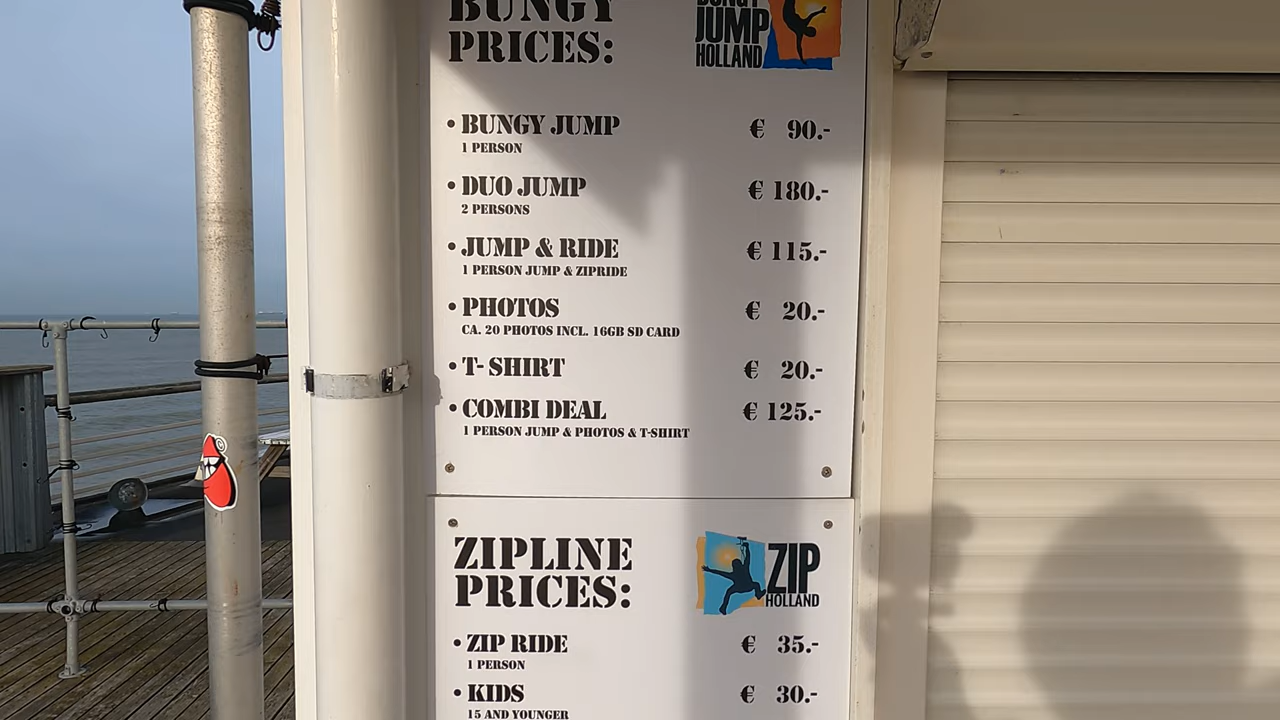 BUNGY
PRICES:
BUNGY
JUMP
HOLLAND
• BUNGY JUMP € 90.-
1 PERSON
• DUO JUMP € 180.-
2 PERSONS
• JUMP & RIDE € 115.-
1 PERSON JUMP & ZIPRIDE
• PHOTOS € 20.-
CA. 20 PHOTOS INCL. 16GB SD CARD
• T- SHIRT € 20.-
• COMBI DEAL € 125.-
1 PERSON JUMP & PHOTOS & T-SHIRT
ZIPLINE
PRICES:
ZIP
HOLLAND
• ZIP RIDE € 35.-
1 PERSON
• KIDS € 30.-
15 AND YOUNGER